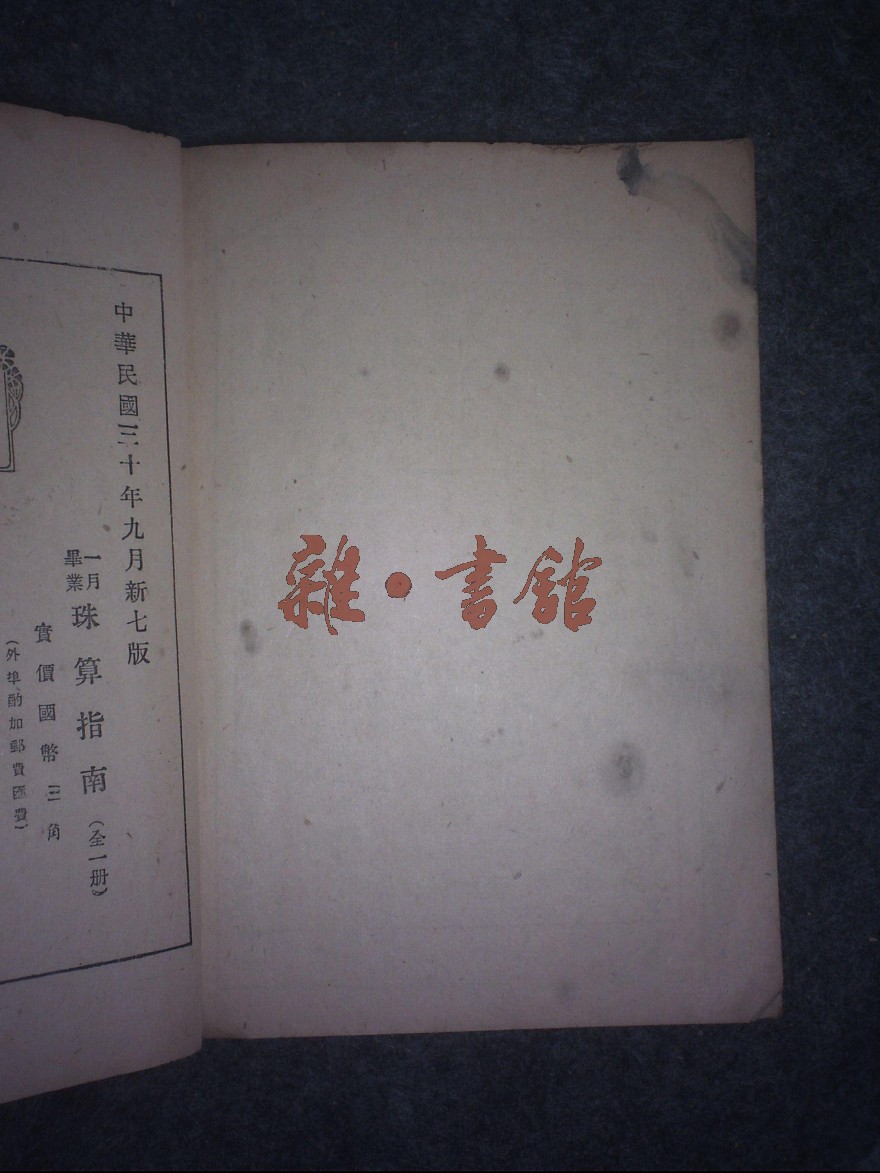 中華民國三十年九月新七版
一月
畢業
珠算指南（全一册）
實價國幣三角
（外埠酌加郵費匯費）
雜·書館